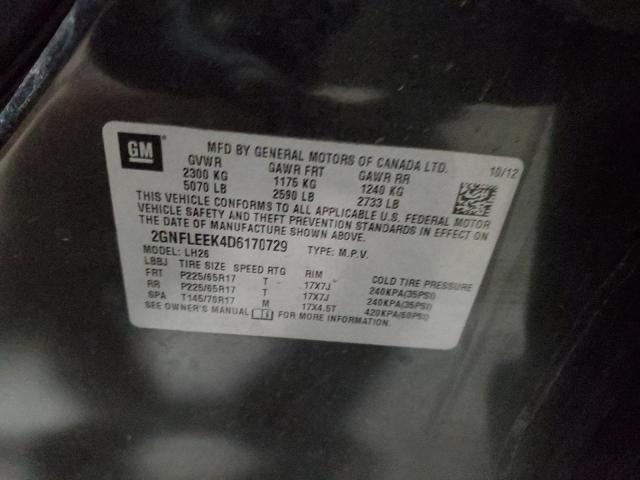 GM
MFD BY GENERAL MOTORS OF CANADA LTD. 10/12
GVWR GAWR FRT GAWR RR
2300 KG 1175 KG 1240 KG
5070 LB 2590 LB 2733 LB
THIS VEHICLE CONFORMS TO ALL APPLICABLE U.S. FEDERAL MOTOR
VEHICLE SAFETY AND THEFT PREVENTION STANDARDS IN EFFECT ON
THE DATE OF MANUFACTURE SHOWN ABOVE.
2GNFLEEK4D6170729 TYPE: M.P.V.
MODEL: LH26
LBBJ TIRE SIZE SPEED RTG RIM COLD TIRE PRESSURE
FRT P225/65R17 T 17X7J 240KPA(35PSI)
RR P225/65R17 T 17X7J 240KPA(35PSI)
SPA T145/70R17 M 17X4.5T 420KPA(60PSI)
SEE OWNER'S MANUAL FOR MORE INFORMATION.